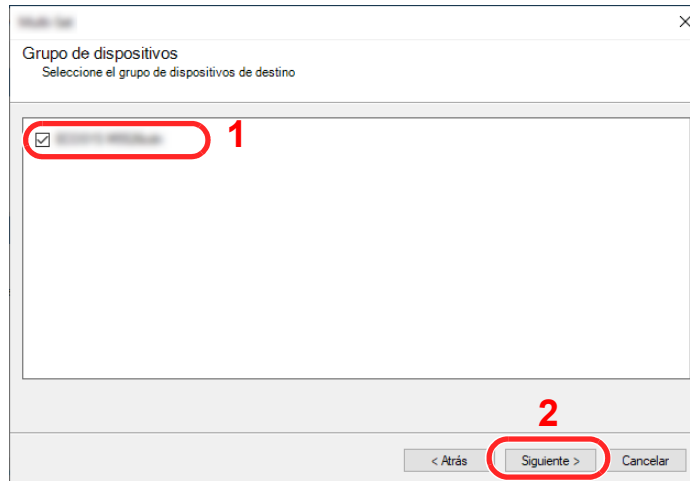 Grupo de dispositivos
Seleccione el grupo de dispositivos de destino
1
2
< Atrás
Siguiente >
Cancelar